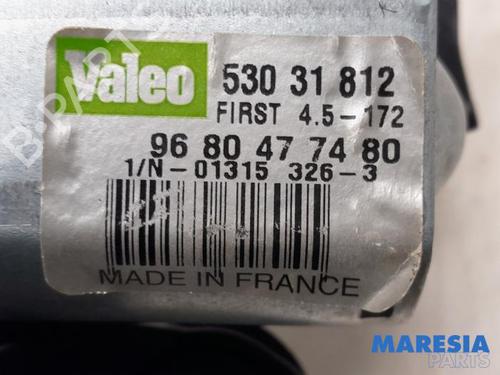 Valeo
530 31 812
FIRST 4.5-172
96 80 47 74 80
1/N-01315 326-3
MADE IN FRANCE
B-PARTS
MARESIA
PARTS